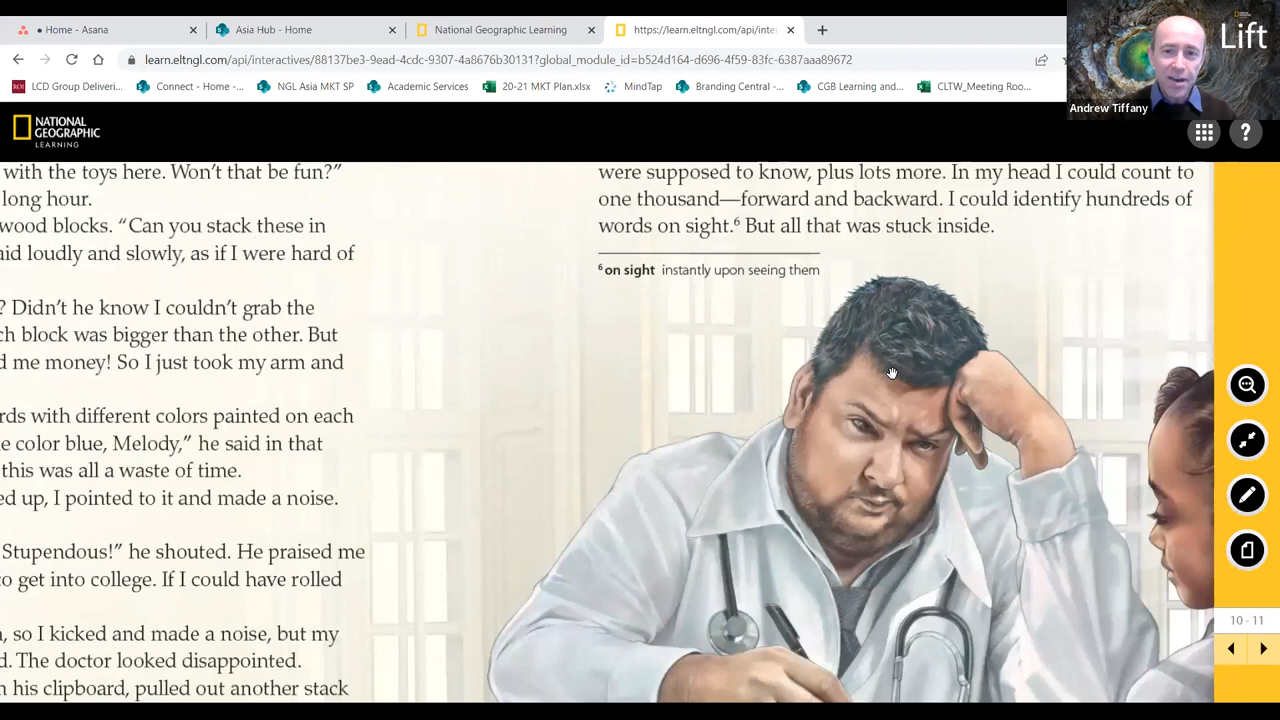 Home - Asana
Asia Hub - Home
National Geographic Learning
https://learn.eltngl.com/api/inte
Lift
learn.eltngl.com/api/interactives/88137be3-9ead-4cdc-9307-4a8676b30131?global_module_id=b524d164-d696-4f59-83fc-6387aaa89672
LCD Group Deliveri...
Connect - Home -...
NGL Asia MKT SP
Academic Services
20-21 MKT Plan.xlsx
MindTap
Branding Central -...
CGB Learning and...
CLTW_Meeting Roo...
Andrew Tiffany
NATIONAL
GEOGRAPHIC
LEARNING
with the toys here. Won’t that be fun?”
long hour.
wood blocks. “Can you stack these in
aid loudly and slowly, as if I were hard of
? Didn’t he know I couldn’t grab the
ch block was bigger than the other. But
d me money! So I just took my arm and
rds with different colors painted on each
e color blue, Melody,” he said in that
this was all a waste of time.
ed up, I pointed to it and made a noise.
Stupendous!” he shouted. He praised me
to get into college. If I could have rolled
, so I kicked and made a noise, but my
d. The doctor looked disappointed.
n his clipboard, pulled out another stack
were supposed to know, plus lots more. In my head I could count to
one thousand—forward and backward. I could identify hundreds of
words on sight.⁶ But all that was stuck inside.
⁶ on sight instantly upon seeing them
10 - 11